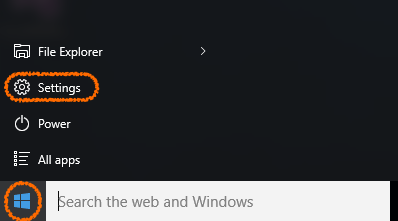 File Explorer
Settings
Power
All apps
Search the web and Windows